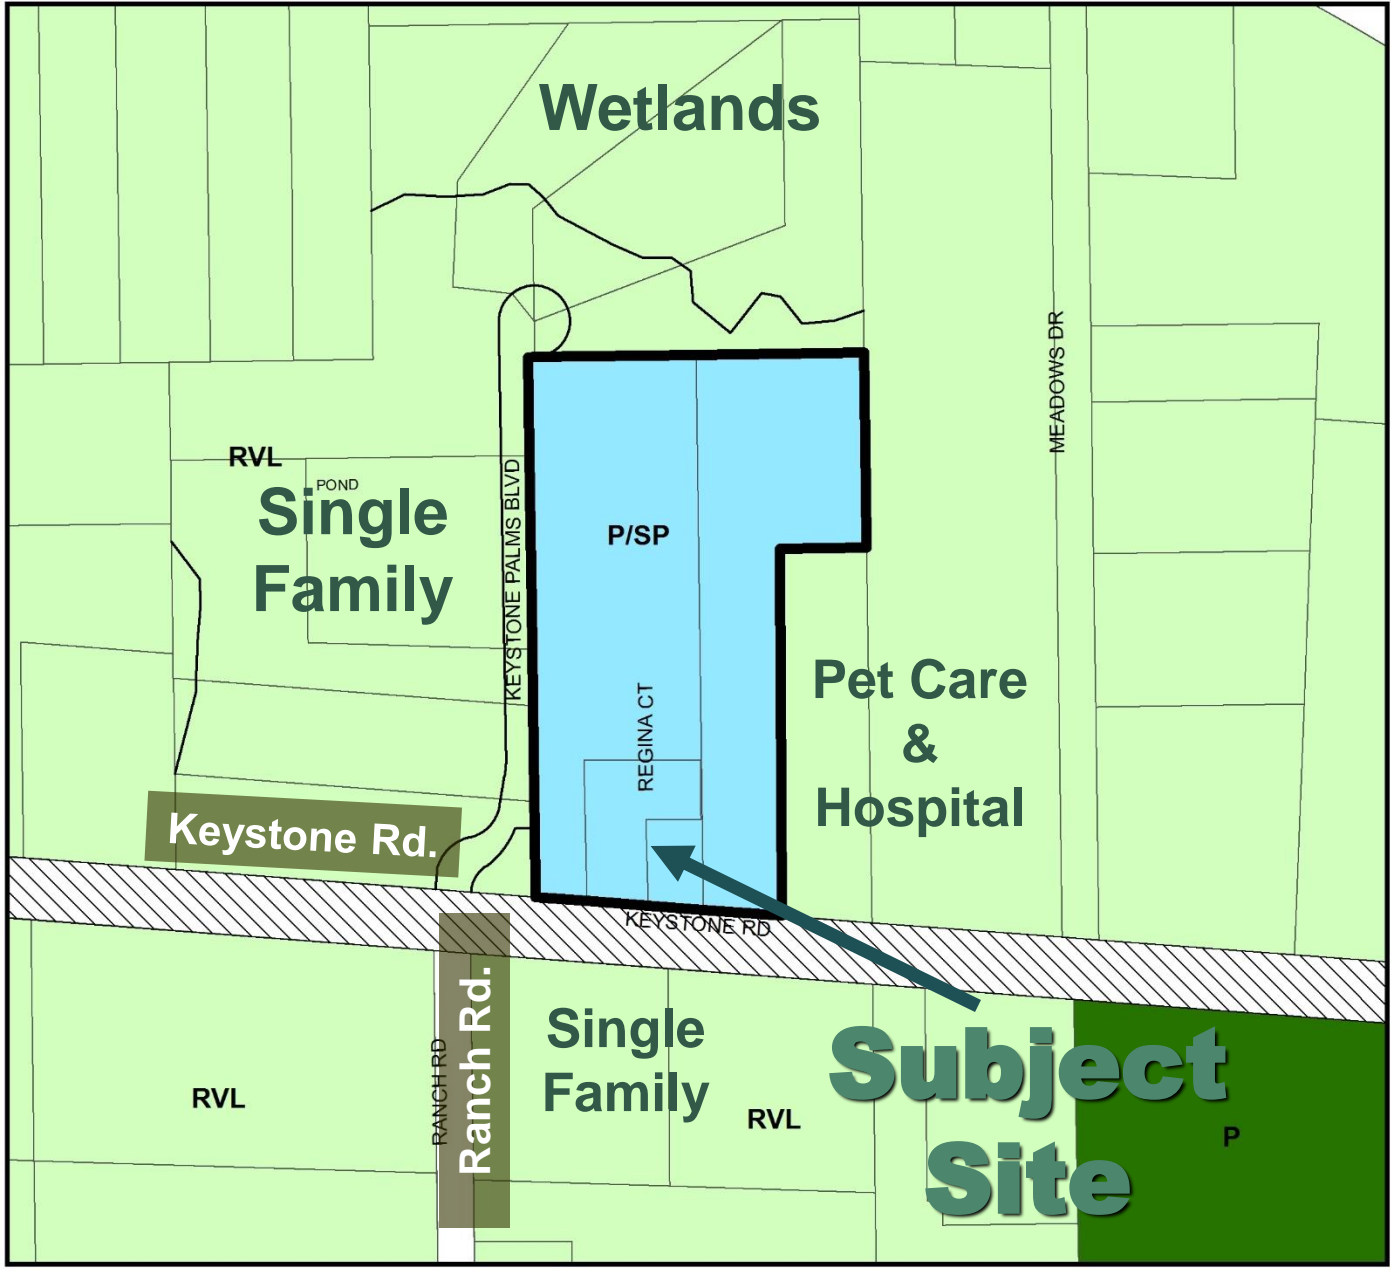 Wetlands
MEADOWS DR
RVL
POND
Single
Family
KEYSTONE PALMS BLVD
P/SP
REGINA CT
Pet Care
&
Hospital
Keystone Rd.
KEYSTONE RD
Ranch Rd.
RANCH RD
Single
Family
RVL
RVL
Subject
Site
P